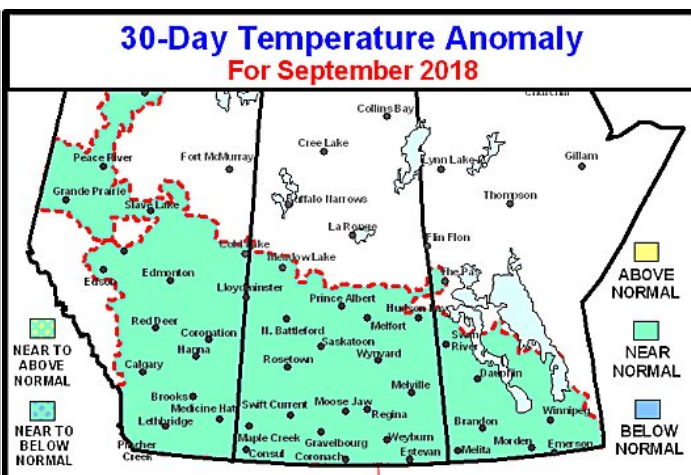 30-Day Temperature Anomaly
For September 2018
Collins Bay
Cree Lake
Peace River
Fort McMurray
Lynn Lake
Gillam
Grande Prairie
Buffalo Narrows
Thompson
Slave Lake
La Ronge
Flin Flon
Cold Lake
Meadow Lake
Edson
Edmonton
The Pas
Lloydminster
Prince Albert
Hudson Bay
Red Deer
N. Battleford
Melfort
Coronation
Saskatoon
Swan
River
Hanna
Rosetown
Wynyard
Calgary
Dauphin
Melville
Brooks
Medicine Hat
Swift Current
Moose Jaw
Regina
Winnipeg
Lethbridge
Brandon
Maple Creek
Gravelbourg
Weyburn
Morden
Pincher
Creek
Consul
Coronach
Estevan
Melita
Emerson
NEAR TO
ABOVE
NORMAL
NEAR TO
BELOW
NORMAL
ABOVE
NORMAL
NEAR
NORMAL
BELOW
NORMAL